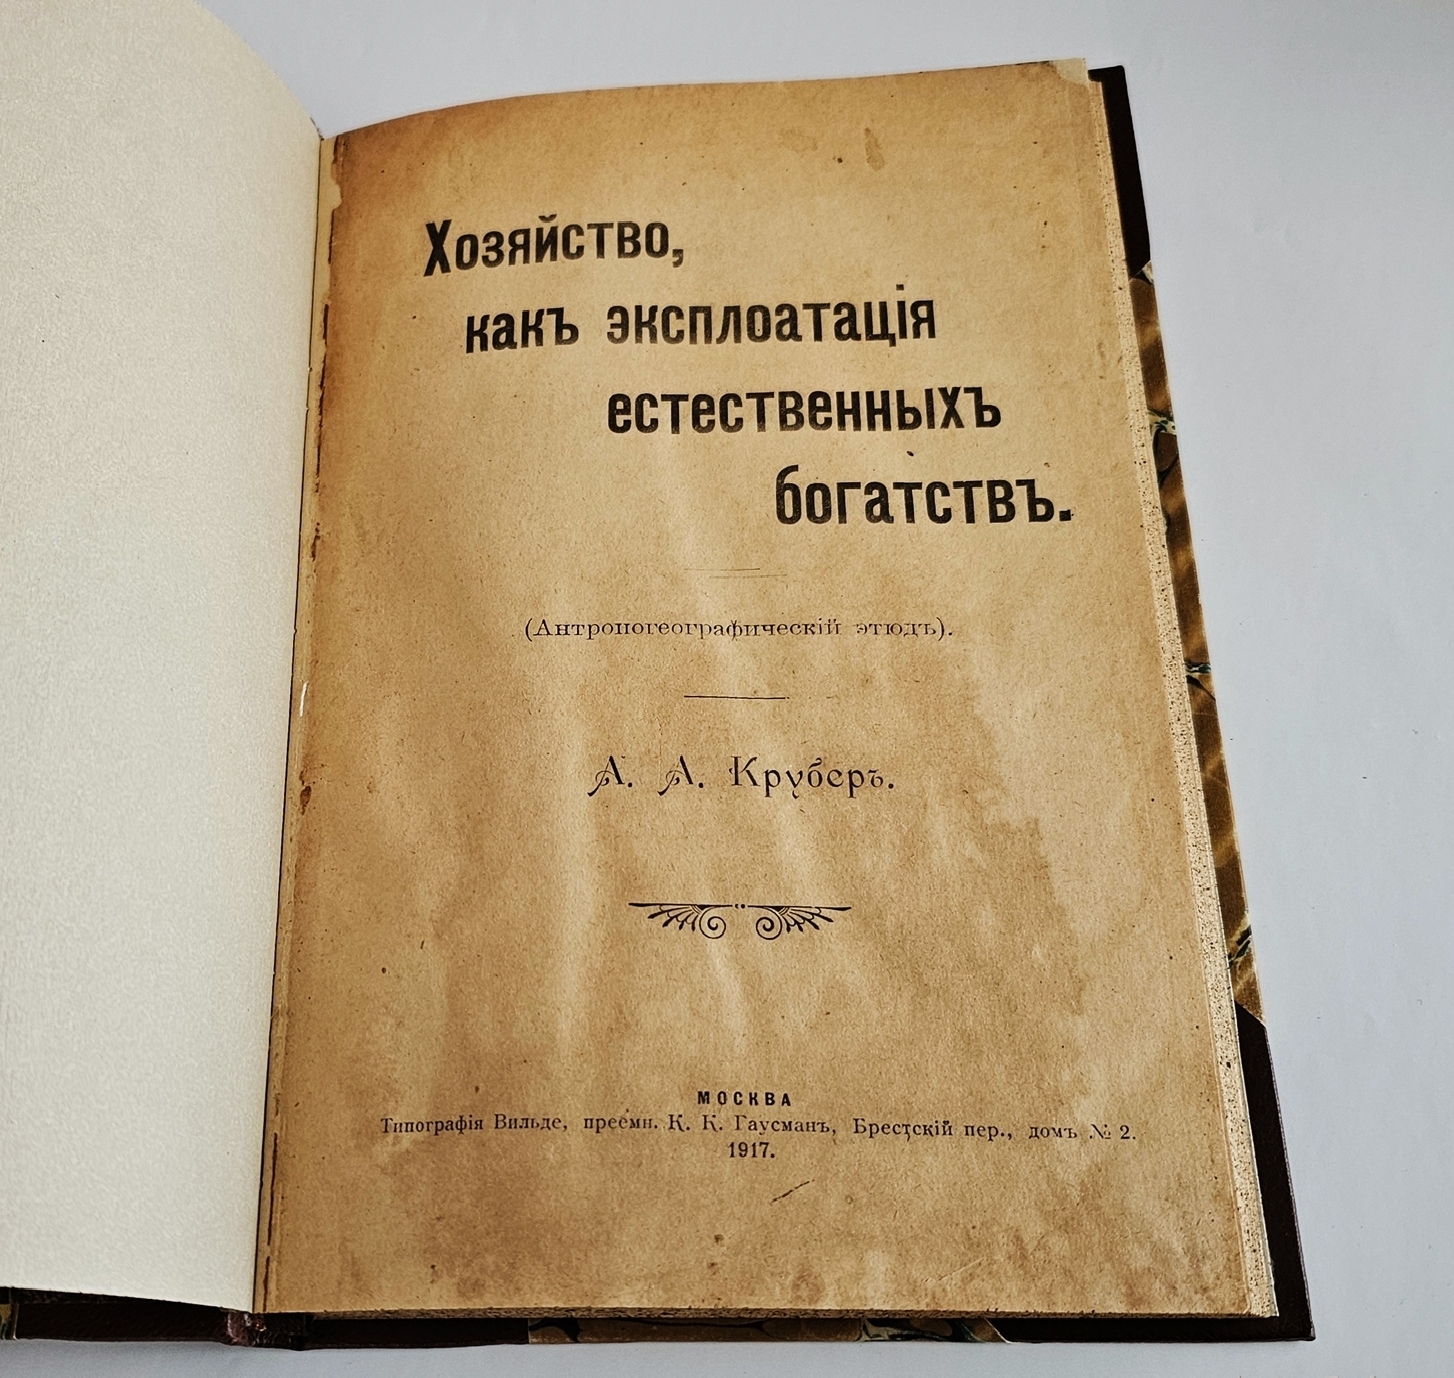 Хозяйство,
какъ эксплоатація
естественныхъ
богатствъ.
(Антропогеографическій этюдъ).
А. А. Круберъ.
МОСКВА
Типографія Вильде, преемн. К. К. Гаусманъ, Брестскій пер., домъ № 2.
1917.